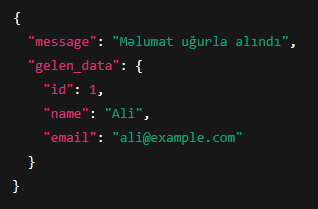 {
  "message": "Məlumat uğurla alındı",
  "gelen_data": {
    "id": 1,
    "name": "Ali",
    "email": "ali@example.com"
  }
}